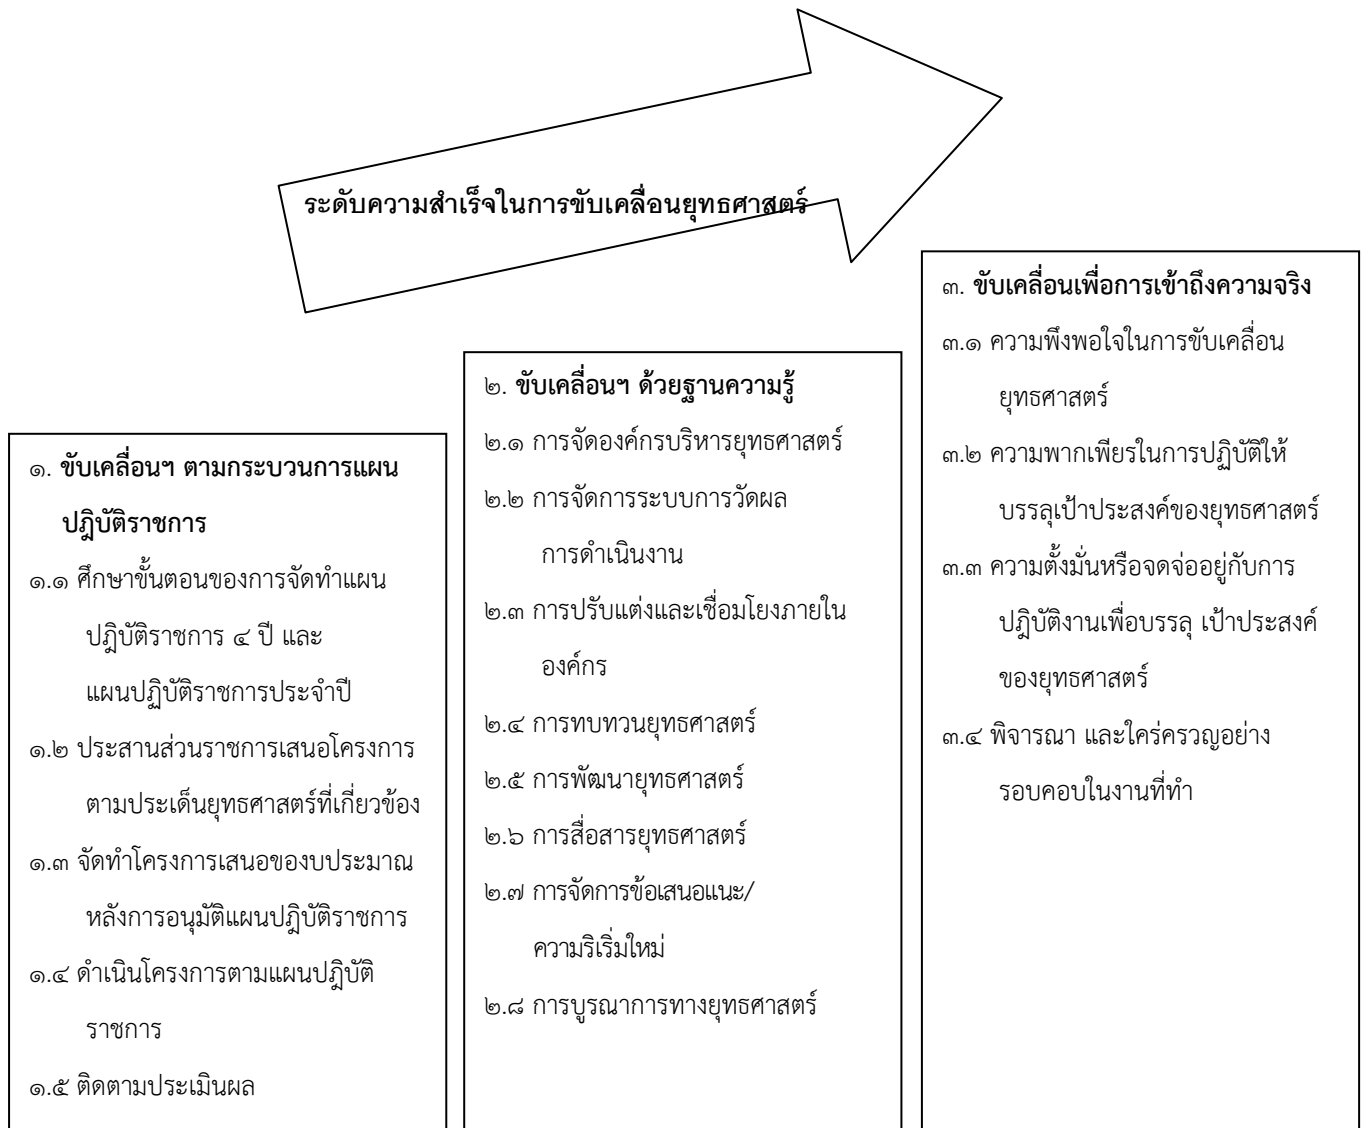 ระดับความสำเร็จในการขับเคลื่อนยุทธศาสตร์
๑. ขับเคลื่อนฯ ตามกระบวนการแผน
ปฎิบัติราชการ
๑.๑ ศึกษาขั้นตอนของการจัดทำแผน
ปฎิบัติราชการ ๔ ปี และ
แผนปฏิบัติราชการประจำปี
๑.๒ ประสานส่วนราชการเสนอโครงการ
ตามประเด็นยุทธศาสตร์ที่เกี่ยวข้อง
๑.๓ จัดทำโครงการเสนอของบประมาณ
หลังการอนุมัติแผนปฎิบัติราชการ
๑.๔ ดำเนินโครงการตามแผนปฎิบัติ
ราชการ
๑.๕ ติดตามประเมินผล
๒. ขับเคลื่อนฯ ด้วยฐานความรู้
๒.๑ การจัดองค์กรบริหารยุทธศาสตร์
๒.๒ การจัดการระบบการวัดผล
การดำเนินงาน
๒.๓ การปรับแต่งและเชื่อมโยงภายใน
องค์กร
๒.๔ การทบทวนยุทธศาสตร์
๒.๕ การพัฒนายุทธศาสตร์
๒.๖ การสื่อสารยุทธศาสตร์
๒.๗ การจัดการข้อเสนอแนะ/
ความริเริ่มใหม่
๒.๘ การบูรณาการทางยุทธศาสตร์
๓. ขับเคลื่อนเพื่อการเข้าถึงความจริง
๓.๑ ความพึงพอใจในการขับเคลื่อน
ยุทธศาสตร์
๓.๒ ความพากเพียรในการปฏิบัติให้
บรรลุเป้าประสงค์ของยุทธศาสตร์
๓.๓ ความตั้งมั่นหรือจดจ่ออยู่กับการ
ปฎิบัติงานเพื่อบรรลุ เป้าประสงค์
ของยุทธศาสตร์
๓.๔ พิจารณา และใคร่ครวญอย่าง
รอบคอบในงานที่ทำ